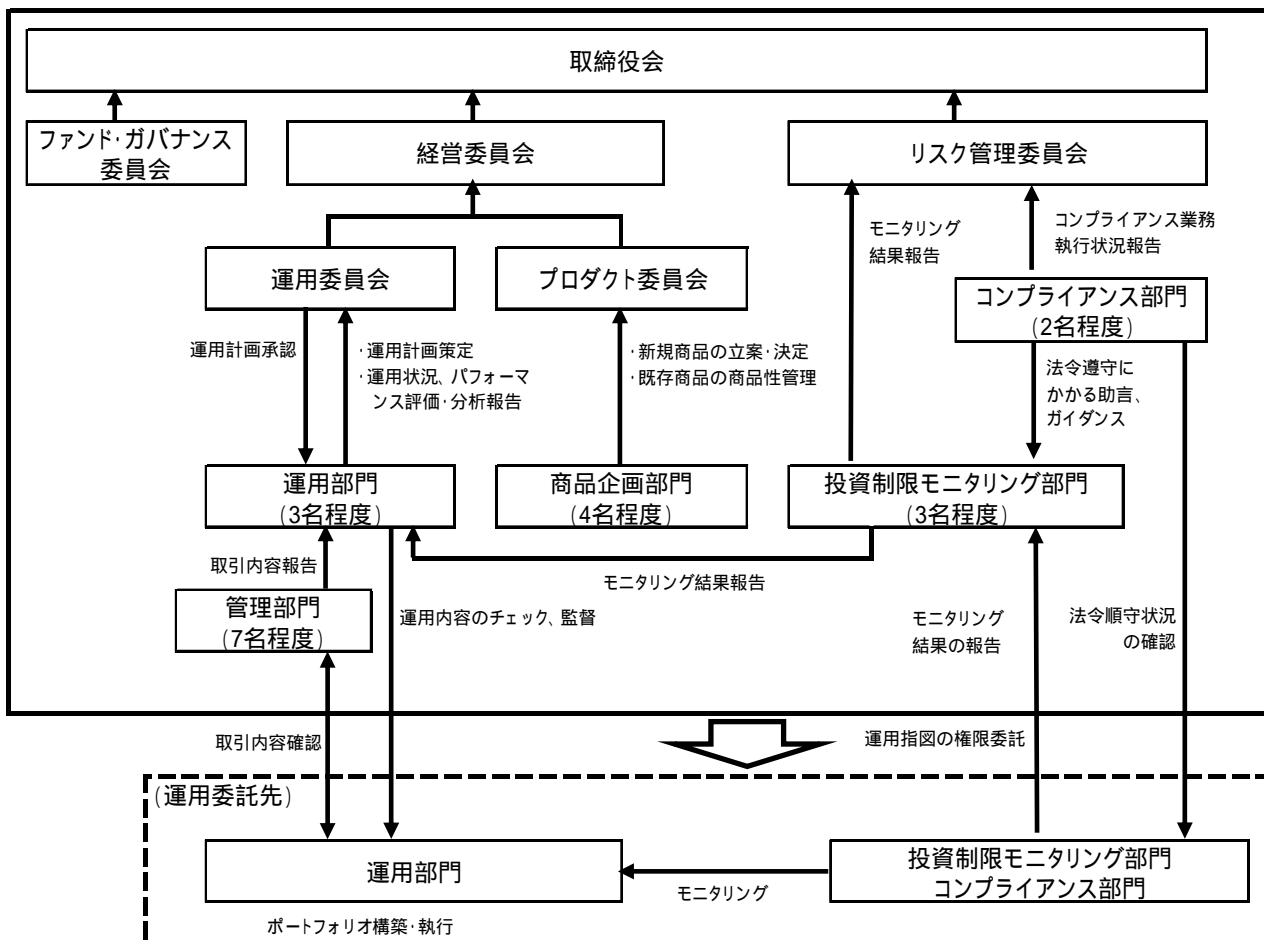 取締役会
ファンド・ガバナンス
委員会
経営委員会
リスク管理委員会
モニタリング
結果報告
コンプライアンス業務
執行状況報告
運用委員会
プロダクト委員会
コンプライアンス部門
(2名程度)
運用計画承認
・運用計画策定
・運用状況、パフォーマ
ンス評価・分析報告
・新規商品の立案・決定
・既存商品の商品性管理
法令遵守に
かかる助言、
ガイダンス
運用部門
(3名程度)
商品企画部門
(4名程度)
投資制限モニタリング部門
(3名程度)
取引内容報告
モニタリング結果報告
管理部門
(7名程度)
運用内容のチェック、監督
モニタリング
結果の報告
法令順守状況
の確認
取引内容確認
運用指図の権限委託
(運用委託先)
運用部門
モニタリング
投資制限モニタリング部門
コンプライアンス部門
ポートフォリオ構築・執行